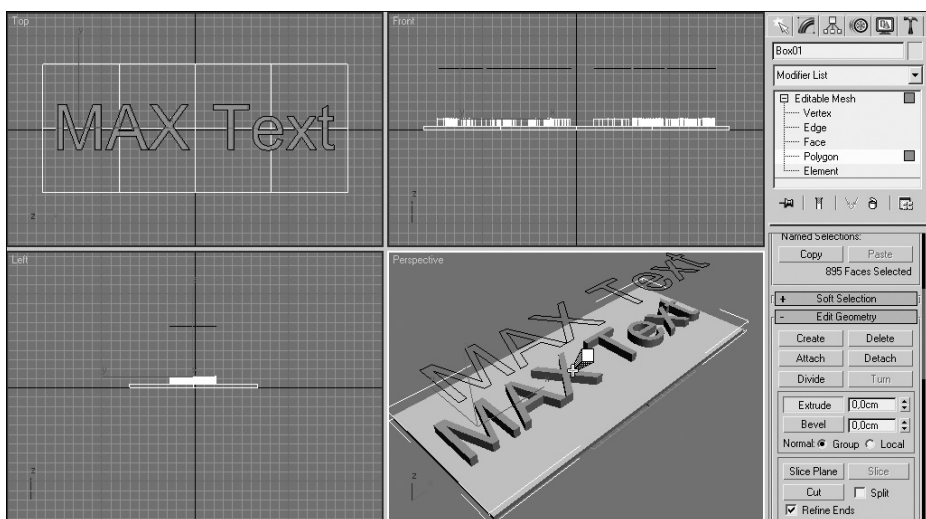 Top
Front
MAX Text
Left
Perspective
MAX Text
MAX Text
Box01
Modifier List
Editable Mesh
Vertex
Edge
Face
Polygon
Element
Named Selections:
Copy Paste
895 Faces Selected
+ Soft Selection
- Edit Geometry
Create Delete
Attach Detach
Divide Turn
Extrude 0,0cm
Bevel 0,0cm
Normal: Group Local
Slice Plane Slice
Cut Split
Refine Ends